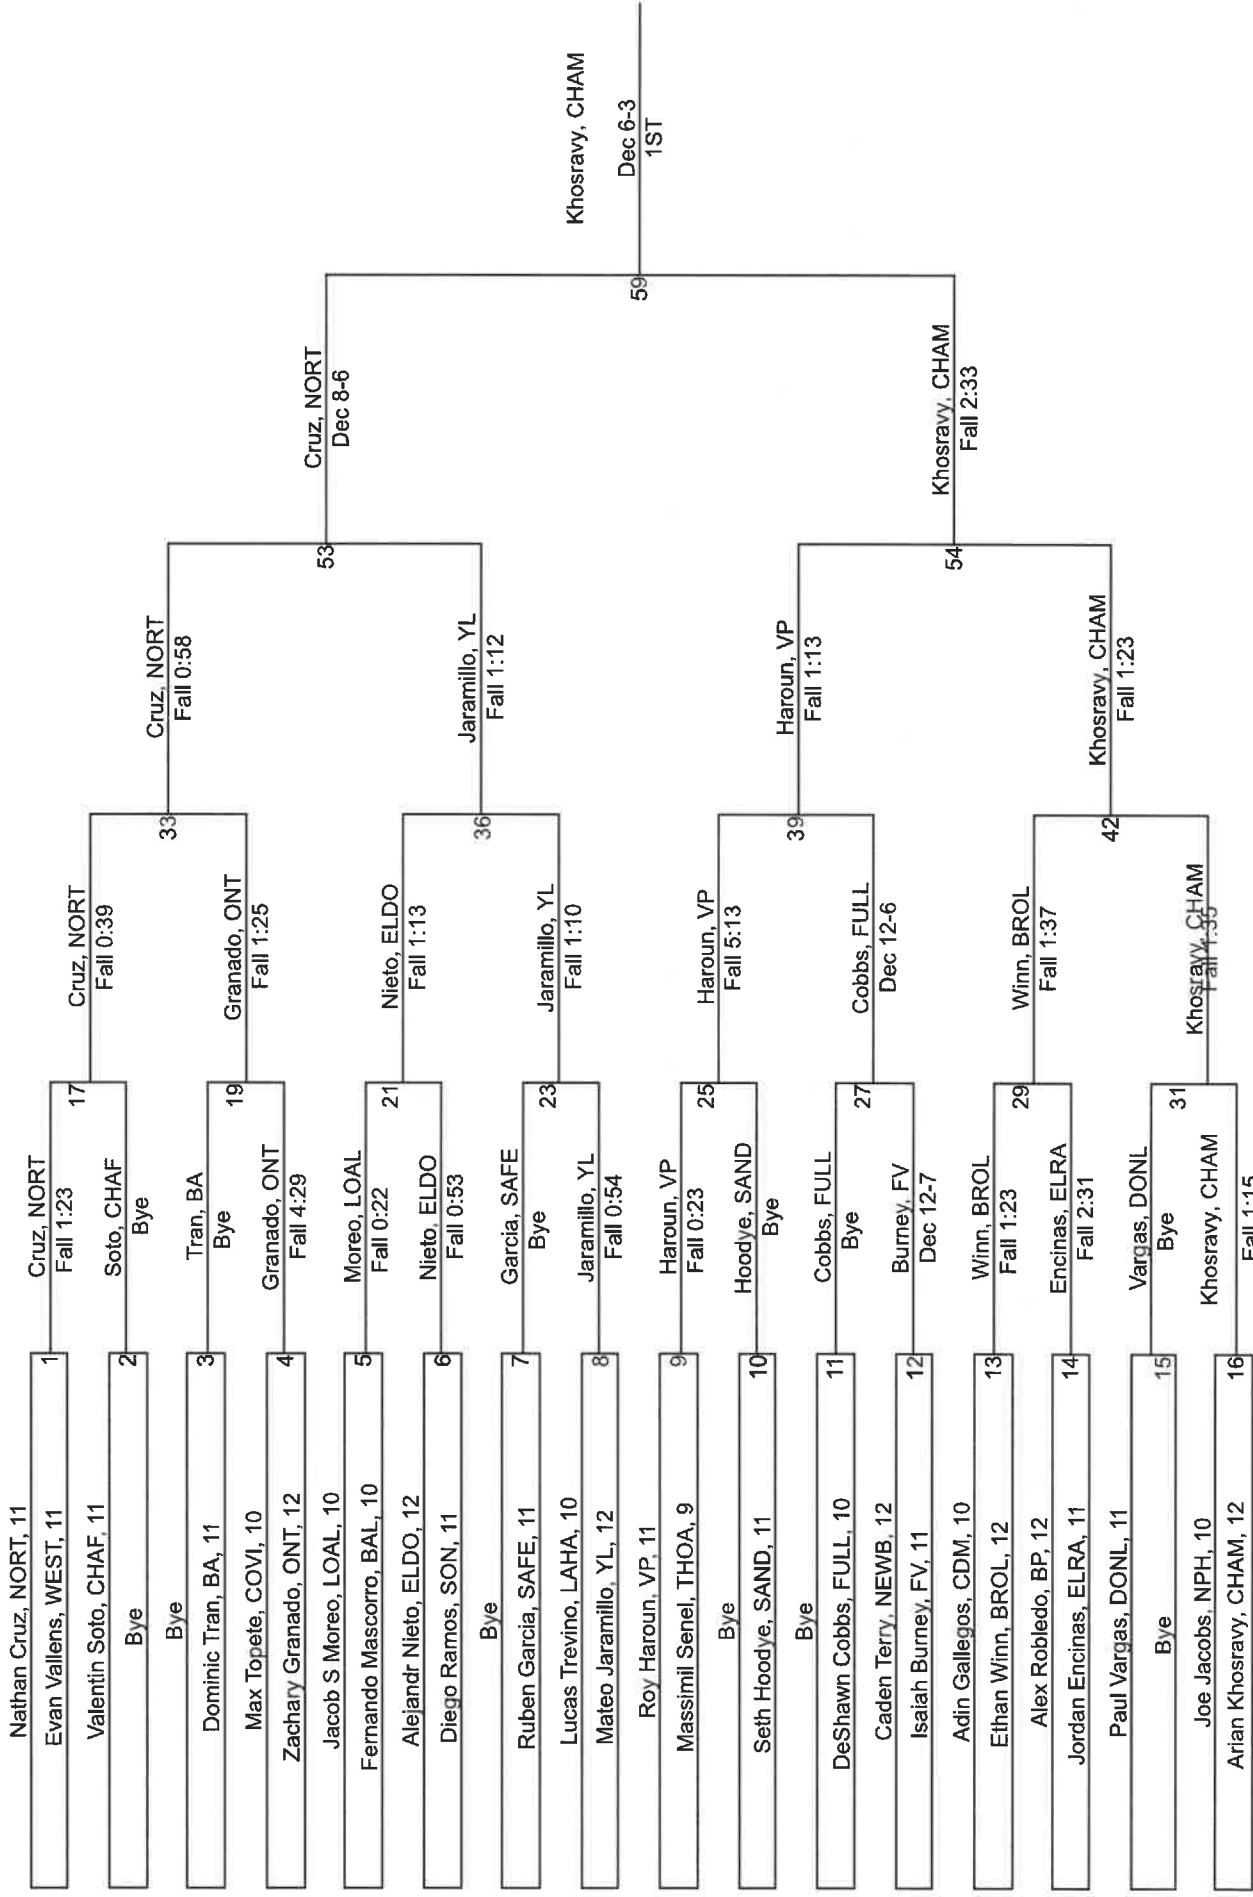 Nathan Cruz, NORT, 11
1
Evan Vallens, WEST, 11
Valentin Soto, CHAF, 11
2
Bye
Bye
3
Dominic Tran, BA, 11
Max Topete, COVI, 10
4
Zachary Granado, ONT, 12
Jacob S Moreo, LOAL, 10
5
Fernando Mascorro, BAL, 10
Alejandr Nieto, ELDO, 12
6
Diego Ramos, SON, 11
Bye
7
Ruben Garcia, SAFE, 11
Lucas Trevino, LAHA, 10
8
Mateo Jaramillo, YL, 12
Roy Haroun, VP, 11
9
Massimil Senel, THOA, 9
Bye
10
Seth Hoodye, SAND, 11
Bye
11
DeShawn Cobbs, FULL, 10
Caden Terry, NEWB, 12
12
Isaiah Burney, FV, 11
Adin Gallegos, CDM, 10
13
Ethan Winn, BROL, 12
Alex Robledo, BP, 12
14
Jordan Encinas, ELRA, 11
Paul Vargas, DONL, 11
15
Bye
Joe Jacobs, NPH, 10
16
Arian Khosravy, CHAM, 12
Cruz, NORT
Fall 1:23
17
Soto, CHAF
Bye
Tran, BA
Bye
19
Granado, ONT
Fall 4:29
Moreo, LOAL
Fall 0:22
21
Nieto, ELDO
Fall 0:53
Garcia, SAFE
Bye
23
Jaramillo, YL
Fall 0:54
Haroun, VP
Fall 0:23
25
Hoodye, SAND
Bye
Cobbs, FULL
Bye
27
Burney, FV
Dec 12-7
Winn, BROL
Fall 1:23
29
Encinas, ELRA
Fall 2:31
Vargas, DONL
Bye
31
Khosravy, CHAM
Fall 1:15
Cruz, NORT
Fall 0:39
33
Granado, ONT
Fall 1:25
Nieto, ELDO
Fall 1:13
36
Jaramillo, YL
Fall 1:10
Haroun, VP
Fall 5:13
39
Cobbs, FULL
Dec 12-6
Winn, BROL
Fall 1:37
42
Khosravy, CHAM
Fall 1:35
Cruz, NORT
Fall 0:58
53
Jaramillo, YL
Fall 1:12
Haroun, VP
Fall 1:13
54
Khosravy, CHAM
Fall 1:23
Cruz, NORT
Dec 8-6
59
Khosravy, CHAM
Fall 2:33
Khosravy, CHAM
Dec 6-3
1ST